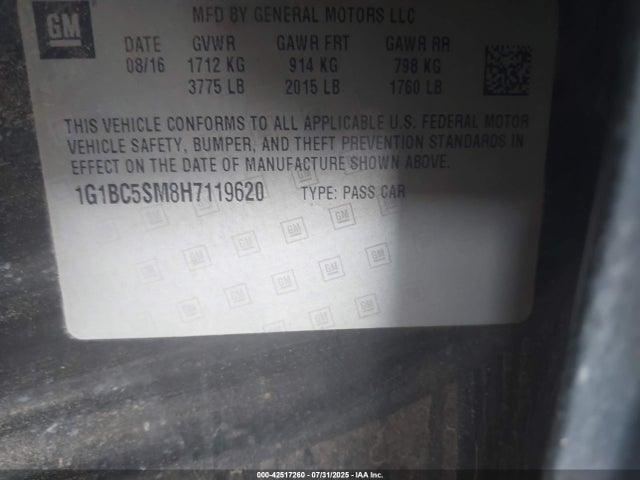 GM
MFD BY GENERAL MOTORS LLC
DATE GVWR GAWR FRT GAWR RR
08/16 1712 KG 914 KG 798 KG
3775 LB 2015 LB 1760 LB
THIS VEHICLE CONFORMS TO ALL APPLICABLE U.S. FEDERAL MOTOR
VEHICLE SAFETY, BUMPER, AND THEFT PREVENTION STANDARDS IN
EFFECT ON THE DATE OF MANUFACTURE SHOWN ABOVE.
1G1BC5SM8H7119620 TYPE: PASS CAR
000-42517260 - 07/31/2025 - IAA Inc.